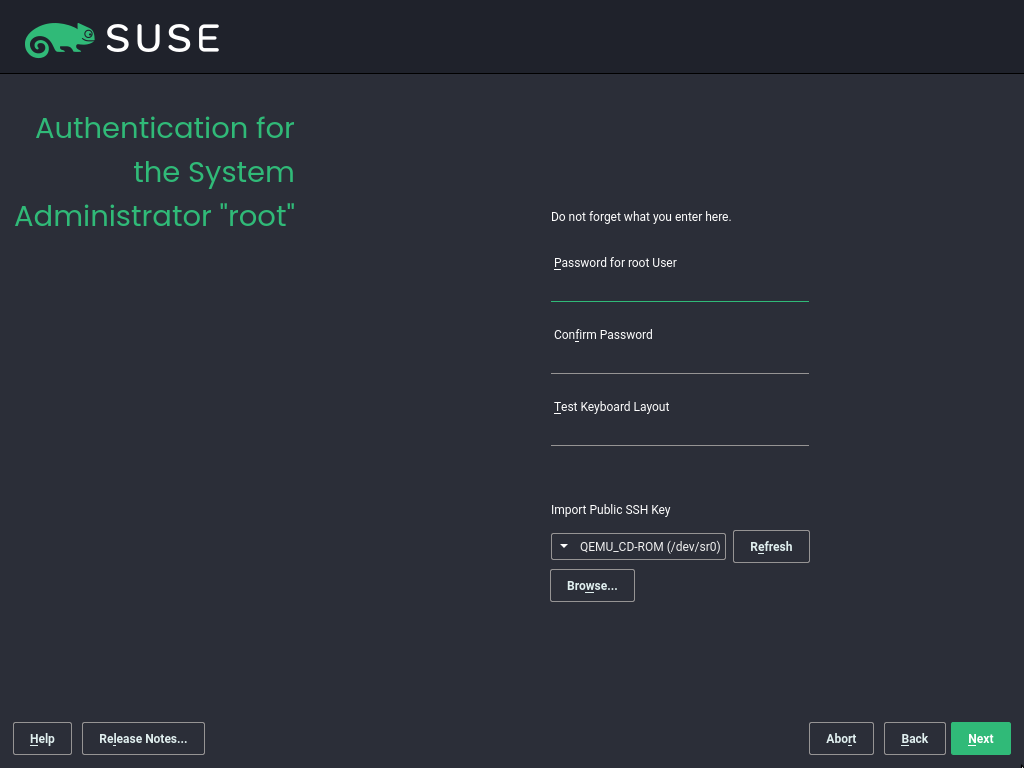 SUSE
Authentication for
the System
Administrator "root"
Do not forget what you enter here.
Password for root User
Confirm Password
Test Keyboard Layout
Import Public SSH Key
QEMU_CD-ROM (/dev/sr0)
Refresh
Browse...
Help
Release Notes...
Abort
Back
Next